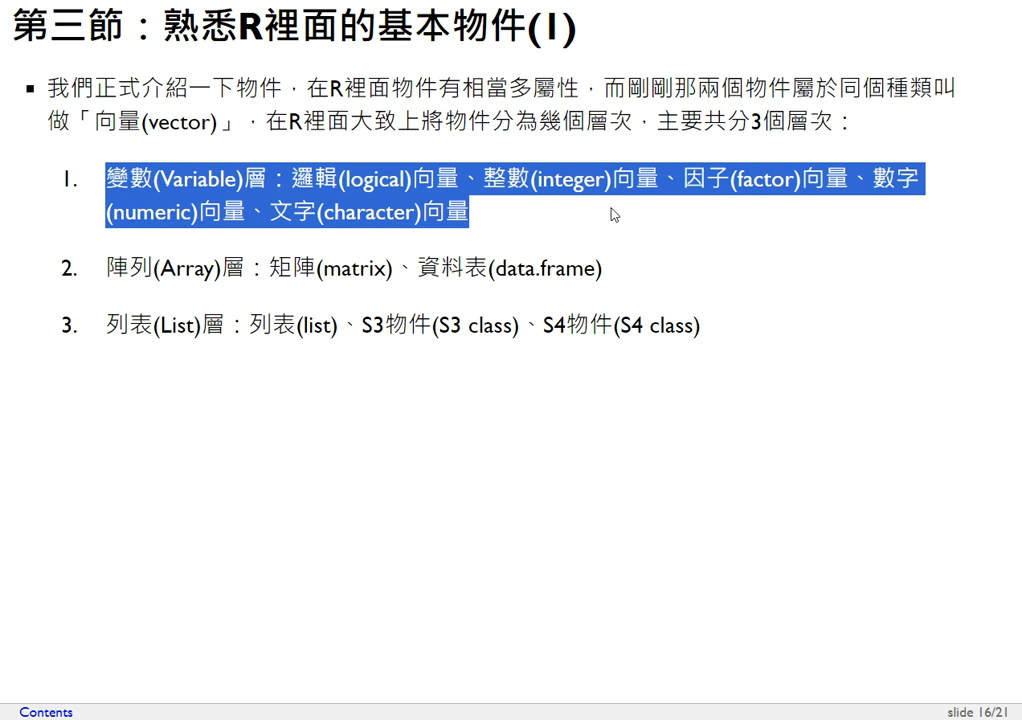 第三節：熟悉R裡面的基本物件(1)
▪ 我們正式介紹一下物件，在R裡面物件有相當多屬性，而剛剛那兩個物件屬於同個種類叫
做「向量(vector)」，在R裡面大致上將物件分為幾個層次，主要共分3個層次：
1. 變數(Variable)層：邏輯(logical)向量、整數(integer)向量、因子(factor)向量、數字
(numeric)向量、文字(character)向量
2. 陣列(Array)層：矩陣(matrix)、資料表(data.frame)
3. 列表(List)層：列表(list)、S3物件(S3 class)、S4物件(S4 class)
Contents
slide 16/21